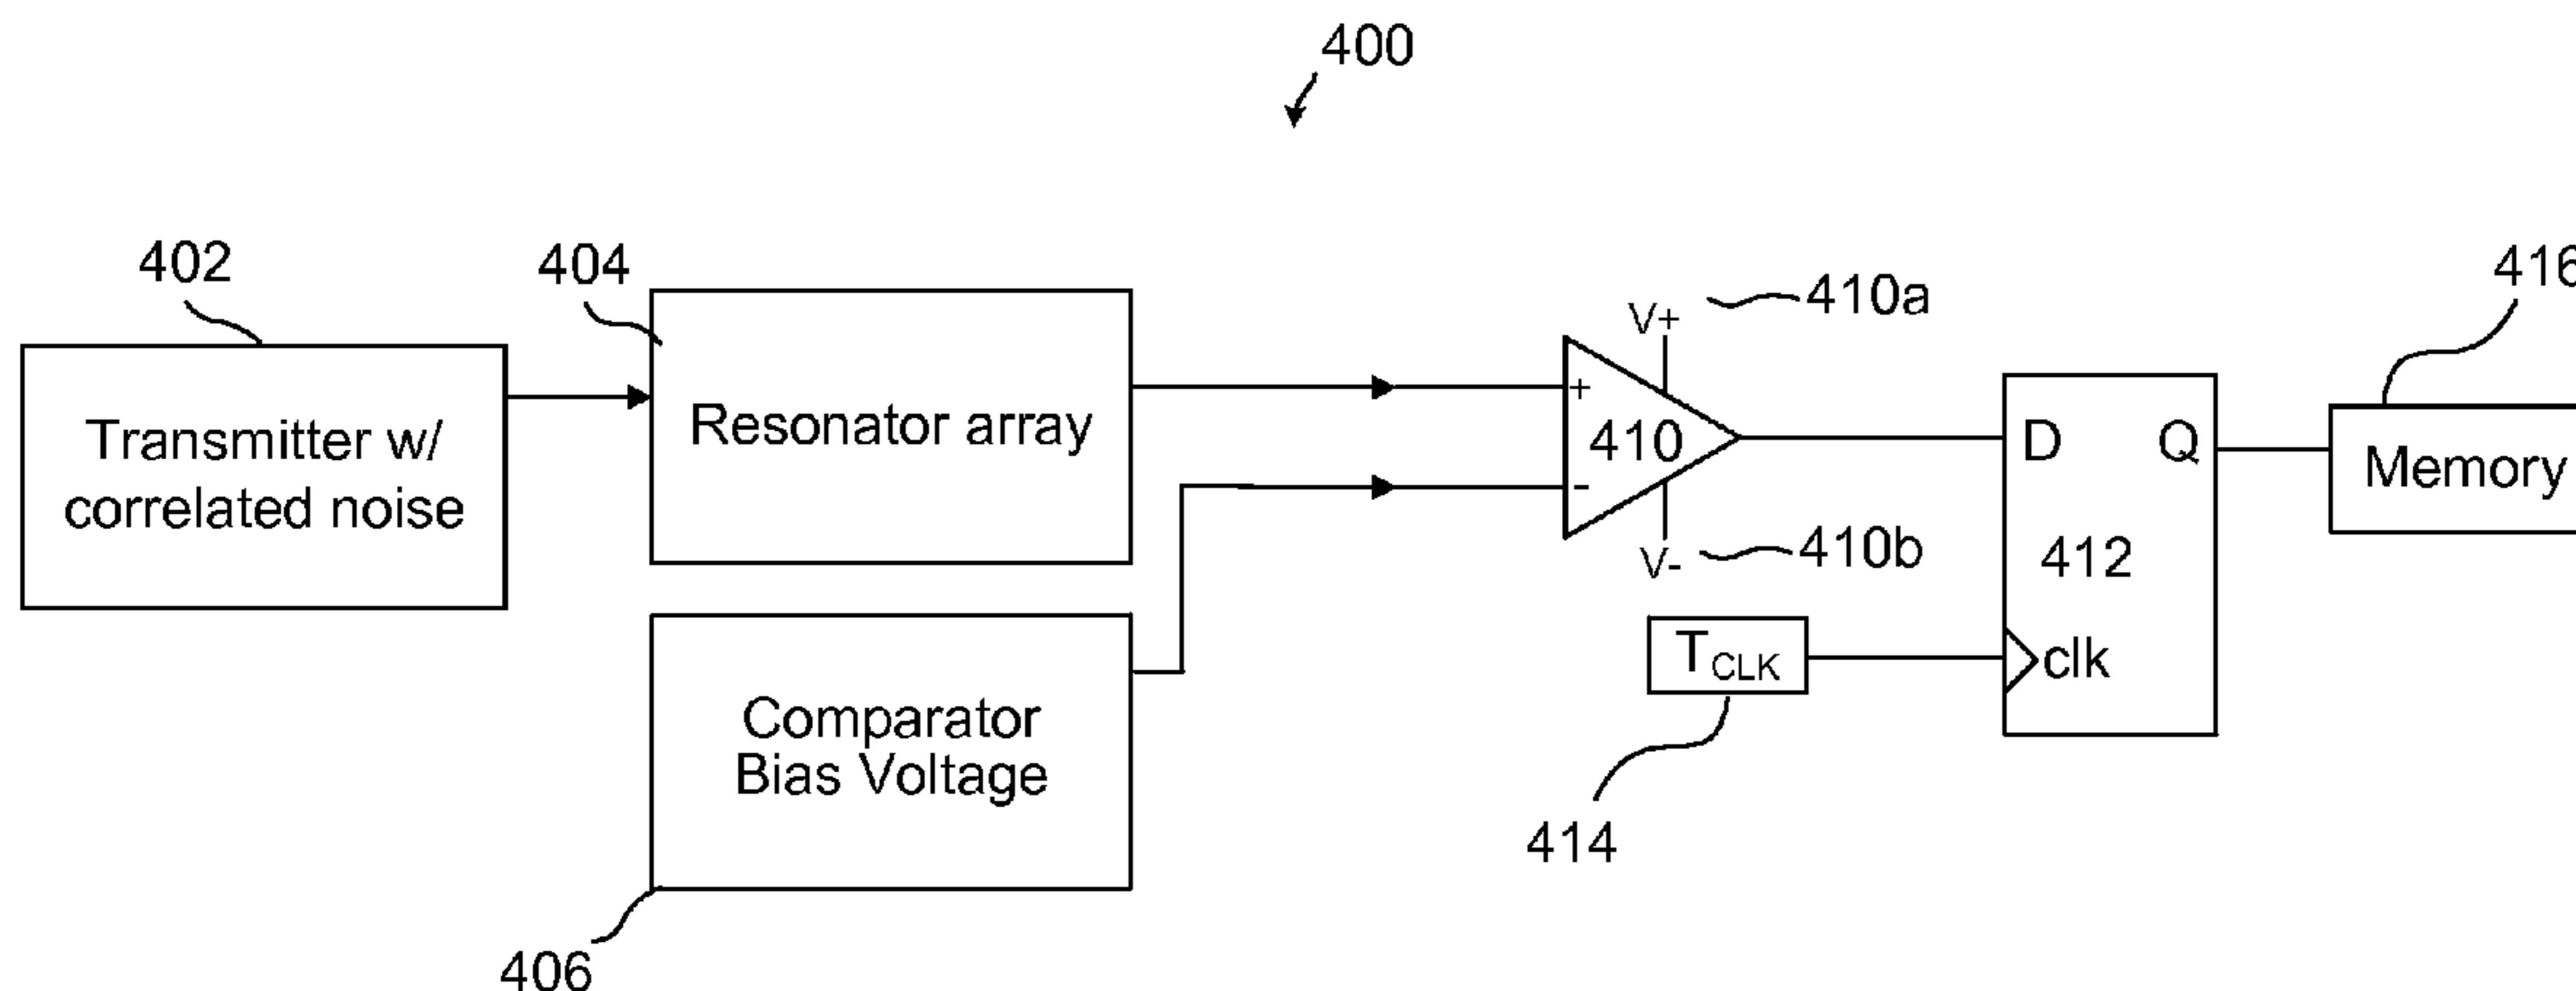 400
402
404
Transmitter w/
correlated noise
Resonator array
Comparator
Bias Voltage
406
V+
410a
+
410
-
V-
410b
D
Q
412
clk
TCLK
414
416
Memory